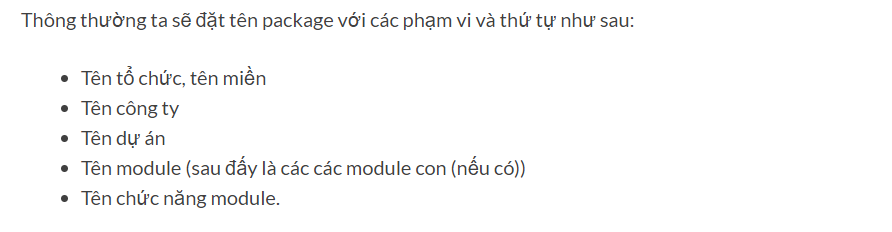 Thông thường ta sẽ đặt tên package với các phạm vi và thứ tự như sau:
• Tên tổ chức, tên miền
• Tên công ty
• Tên dự án
• Tên module (sau đấy là các các module con (nếu có))
• Tên chức năng module.